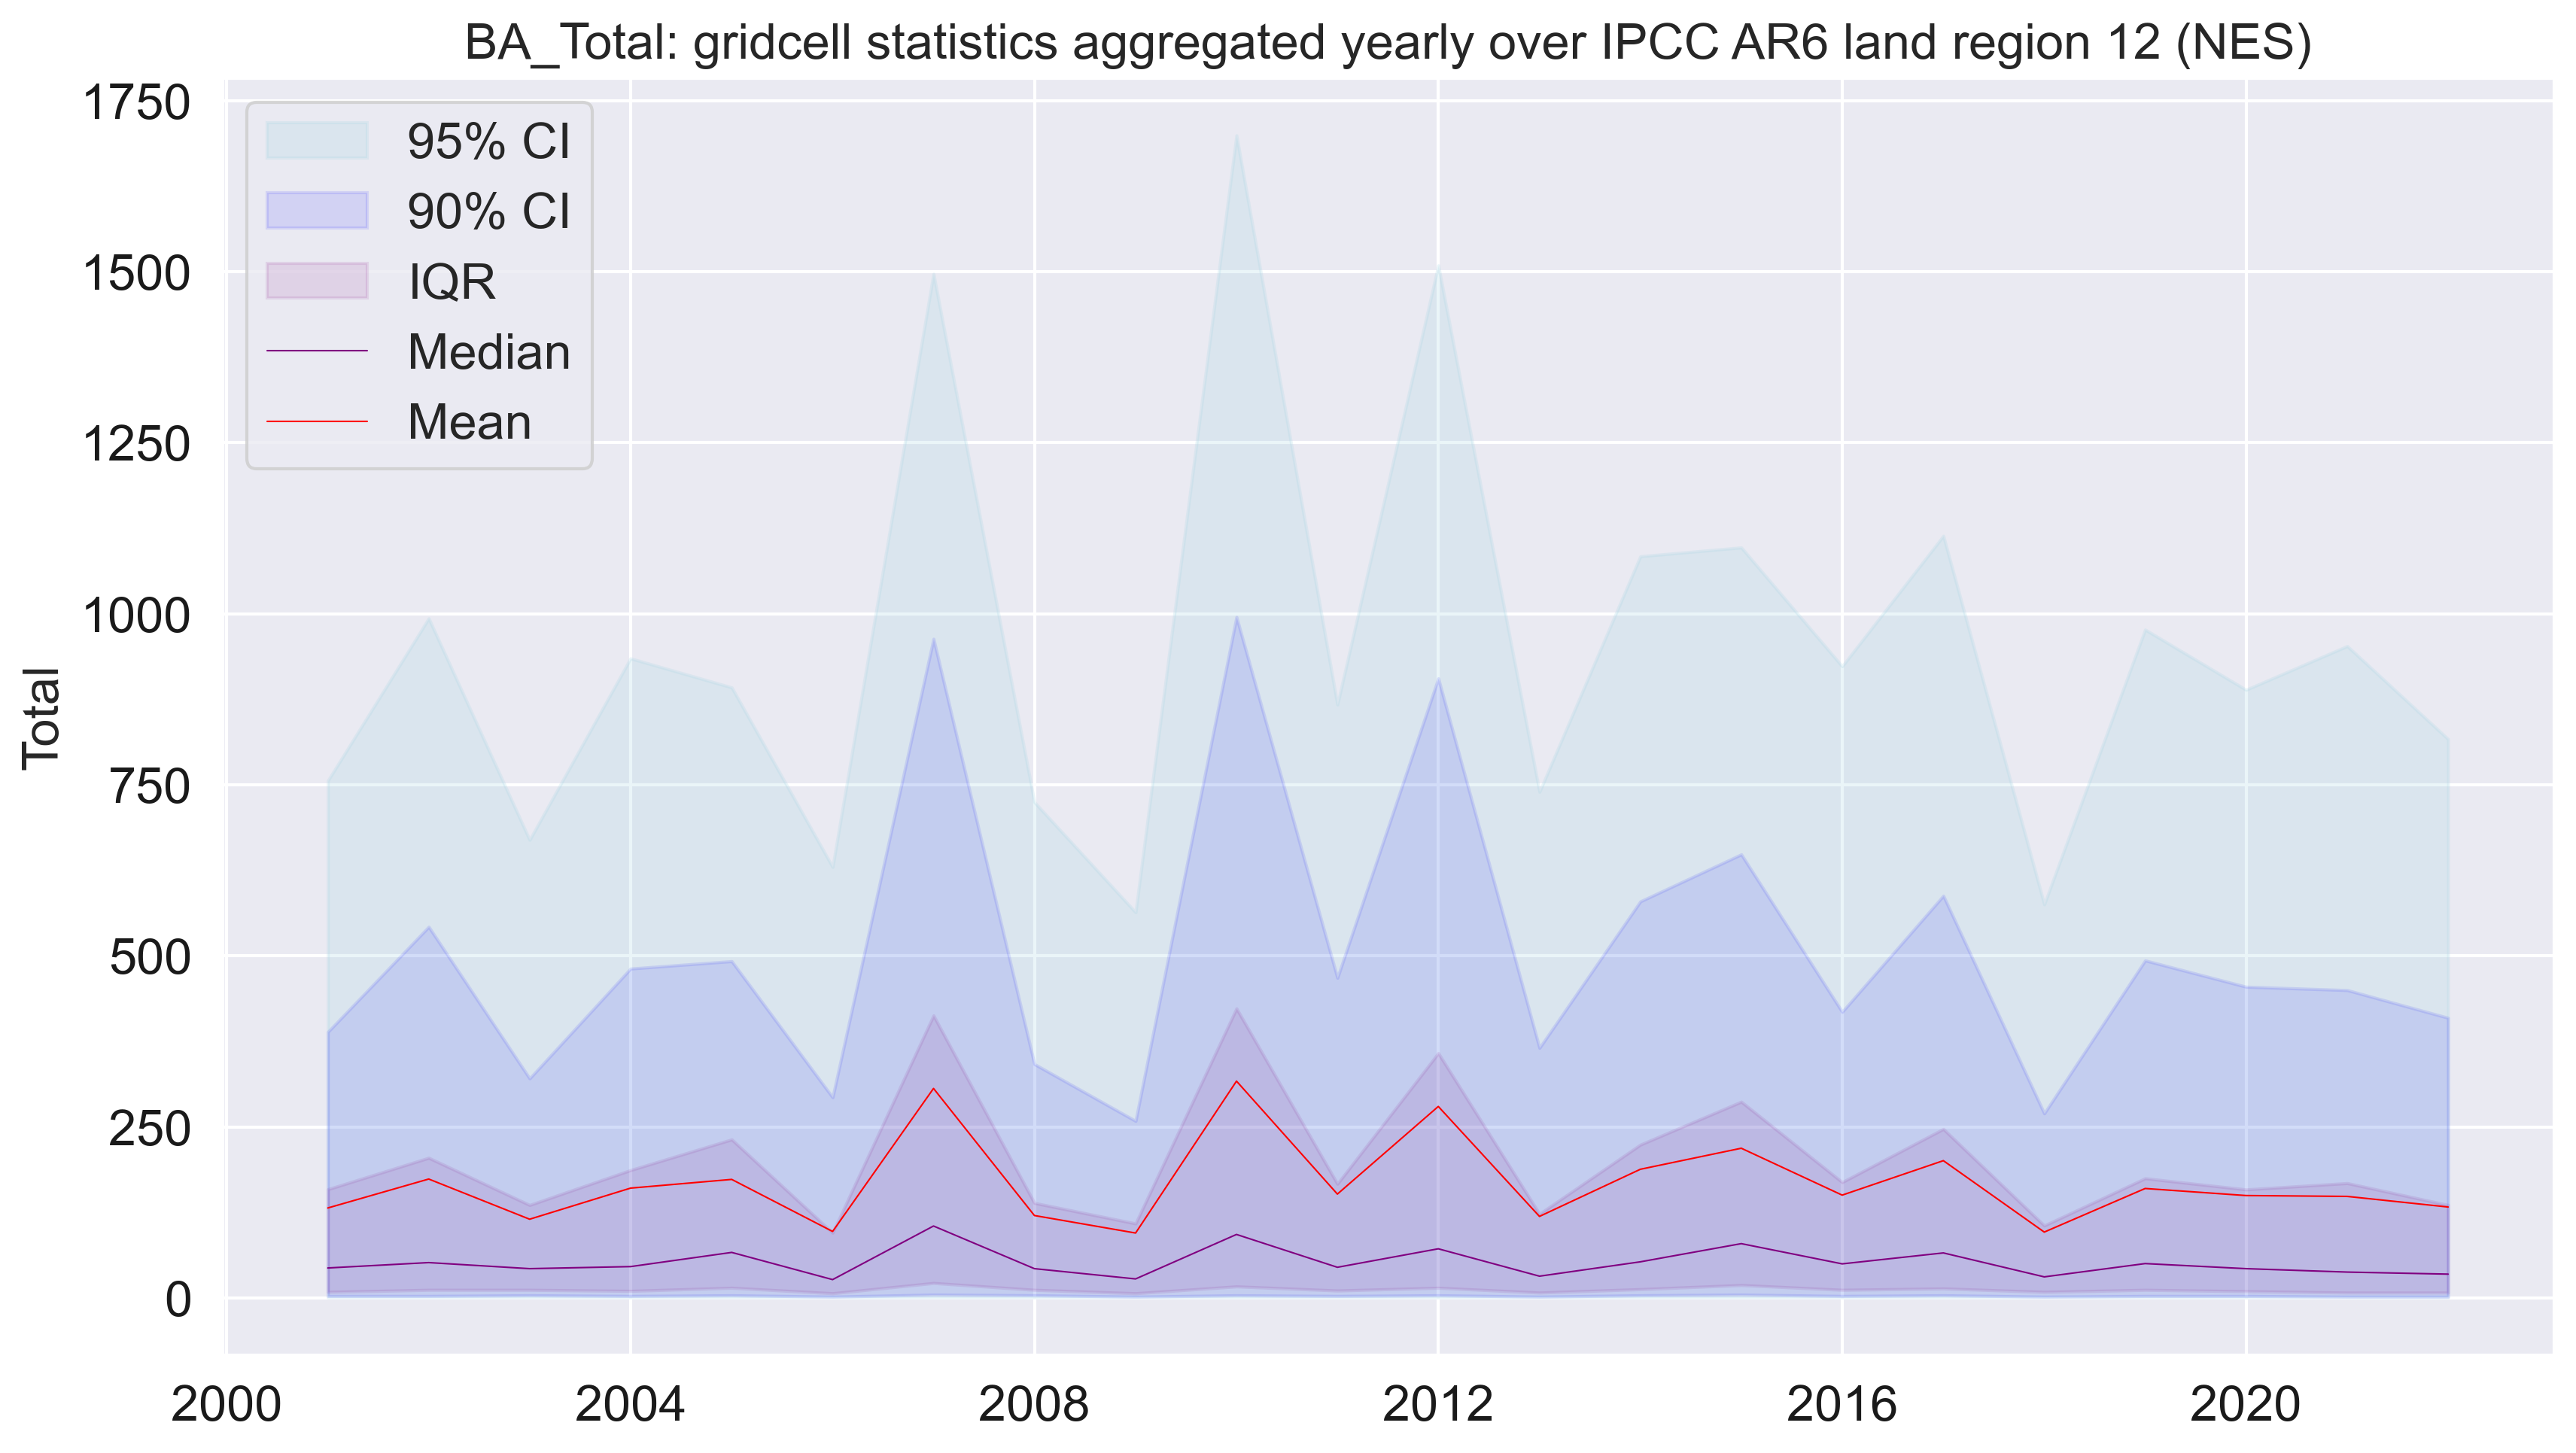 BA_Total: gridcell statistics aggregated yearly over IPCC AR6 land region 12 (NES)
95% CI
90% CI
IQR
Median
Mean
Total
1750
1500
1250
1000
750
500
250
0
2000 2004 2008 2012 2016 2020